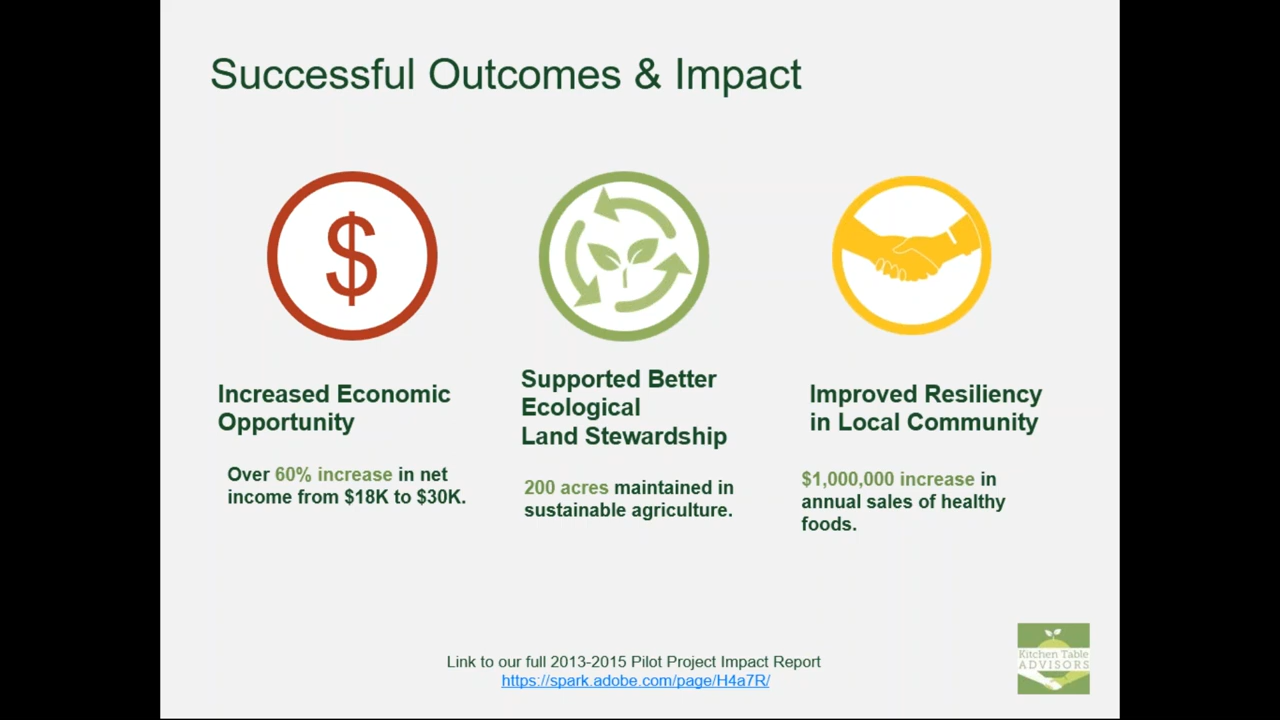 Successful Outcomes & Impact
$
Increased Economic
Opportunity
Over 60% increase in net
income from $18K to $30K.
Supported Better
Ecological
Land Stewardship
200 acres maintained in
sustainable agriculture.
Improved Resiliency
in Local Community
$1,000,000 increase in
annual sales of healthy
foods.
Link to our full 2013-2015 Pilot Project Impact Report
https://spark.adobe.com/page/H4a7R/
Kitchen Table
ADVISORS